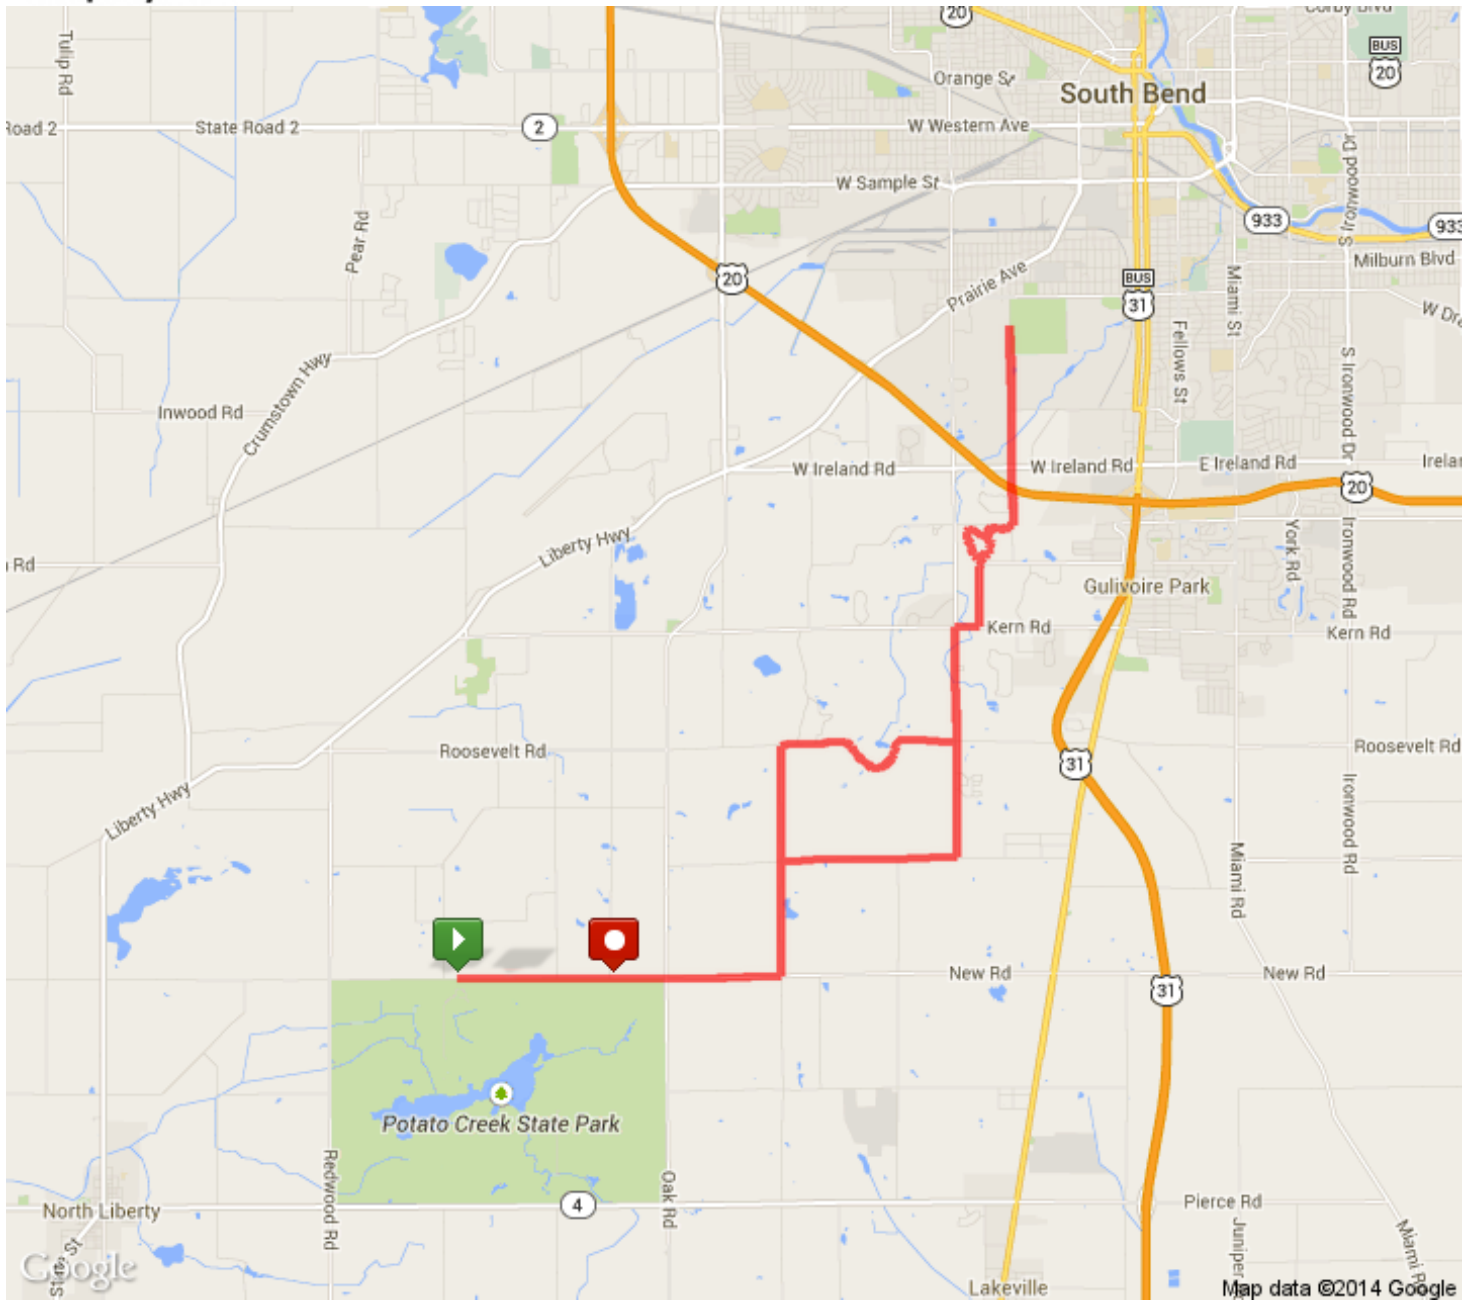 20
Corby Blvd
BUS
20
Tulip Rd
Orange St
South Bend
Road 2
State Road 2
2
W Western Ave
S Ironwood Dr
W Sample St
933
933
Pear Rd
Milburn Blvd
20
Prairie Ave
BUS
31
Miami St
Fellows St
S Ironwood Dr
Crumstown Hwy
Inwood Rd
W Ireland Rd
W Ireland Rd
E Ireland Rd
20
Liberty Hwy
York Rd
Ironwood Rd
Rd
Gulivoire Park
Kern Rd
Kern Rd
Roosevelt Rd
Roosevelt Rd
31
Liberty Hwy
Ironwood Rd
Miami Rd
New Rd
New Rd
31
Potato Creek State Park
Redwood Rd
Oak Rd
4
Pierce Rd
North Liberty
Juniper
Miami Rd
St
Google
Lakeville
Map data ©2014 Google